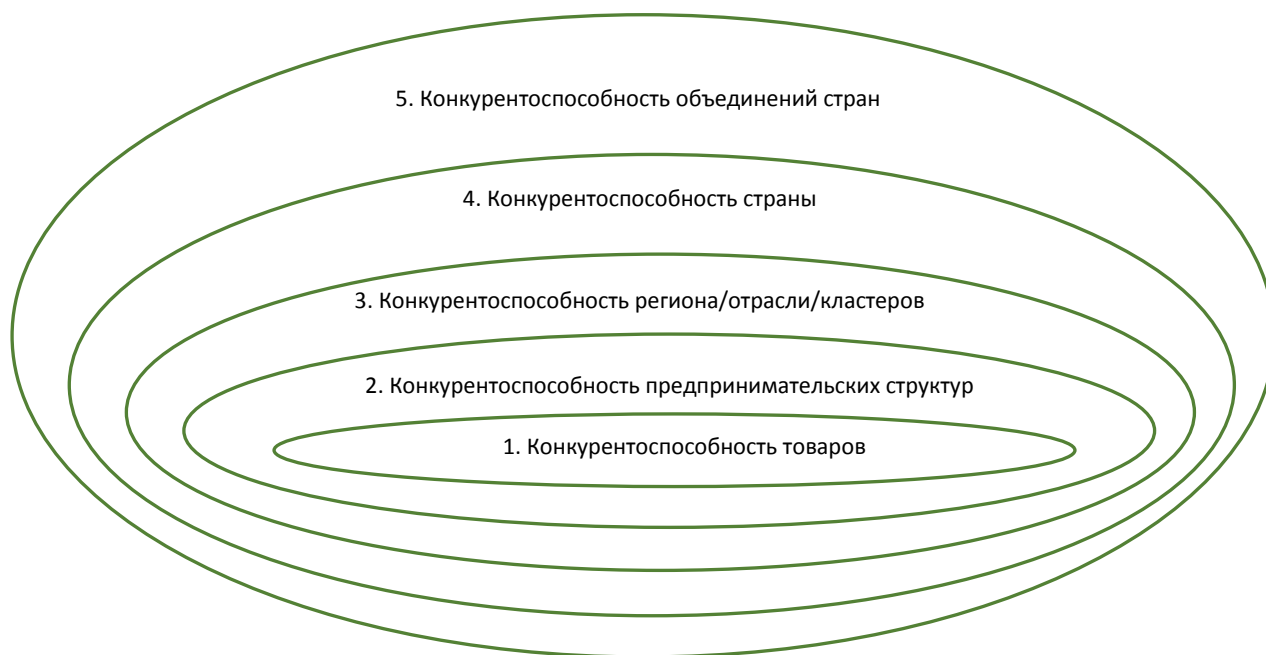 5. Конкурентоспособность объединений стран
4. Конкурентоспособность страны
3. Конкурентоспособность региона/отрасли/кластеров
2. Конкурентоспособность предпринимательских структур
1. Конкурентоспособность товаров